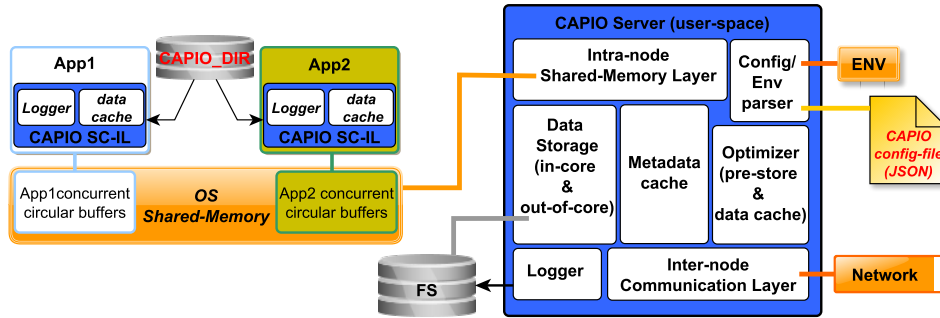 CAPIO_DIR
App1
Logger
data
cache
CAPIO SC-IL
App2
Logger
data
cache
CAPIO SC-IL
App1concurrent
circular buffers
OS
Shared-Memory
App2 concurrent
circular buffers
FS
CAPIO Server (user-space)
Intra-node
Shared-Memory Layer
Config/
Env
parser
Data
Storage
(in-core
&
out-of-core)
Metadata
cache
Optimizer
(pre-store
&
data cache)
Logger
Inter-node
Communication Layer
ENV
CAPIO
config-file
(JSON)
Network